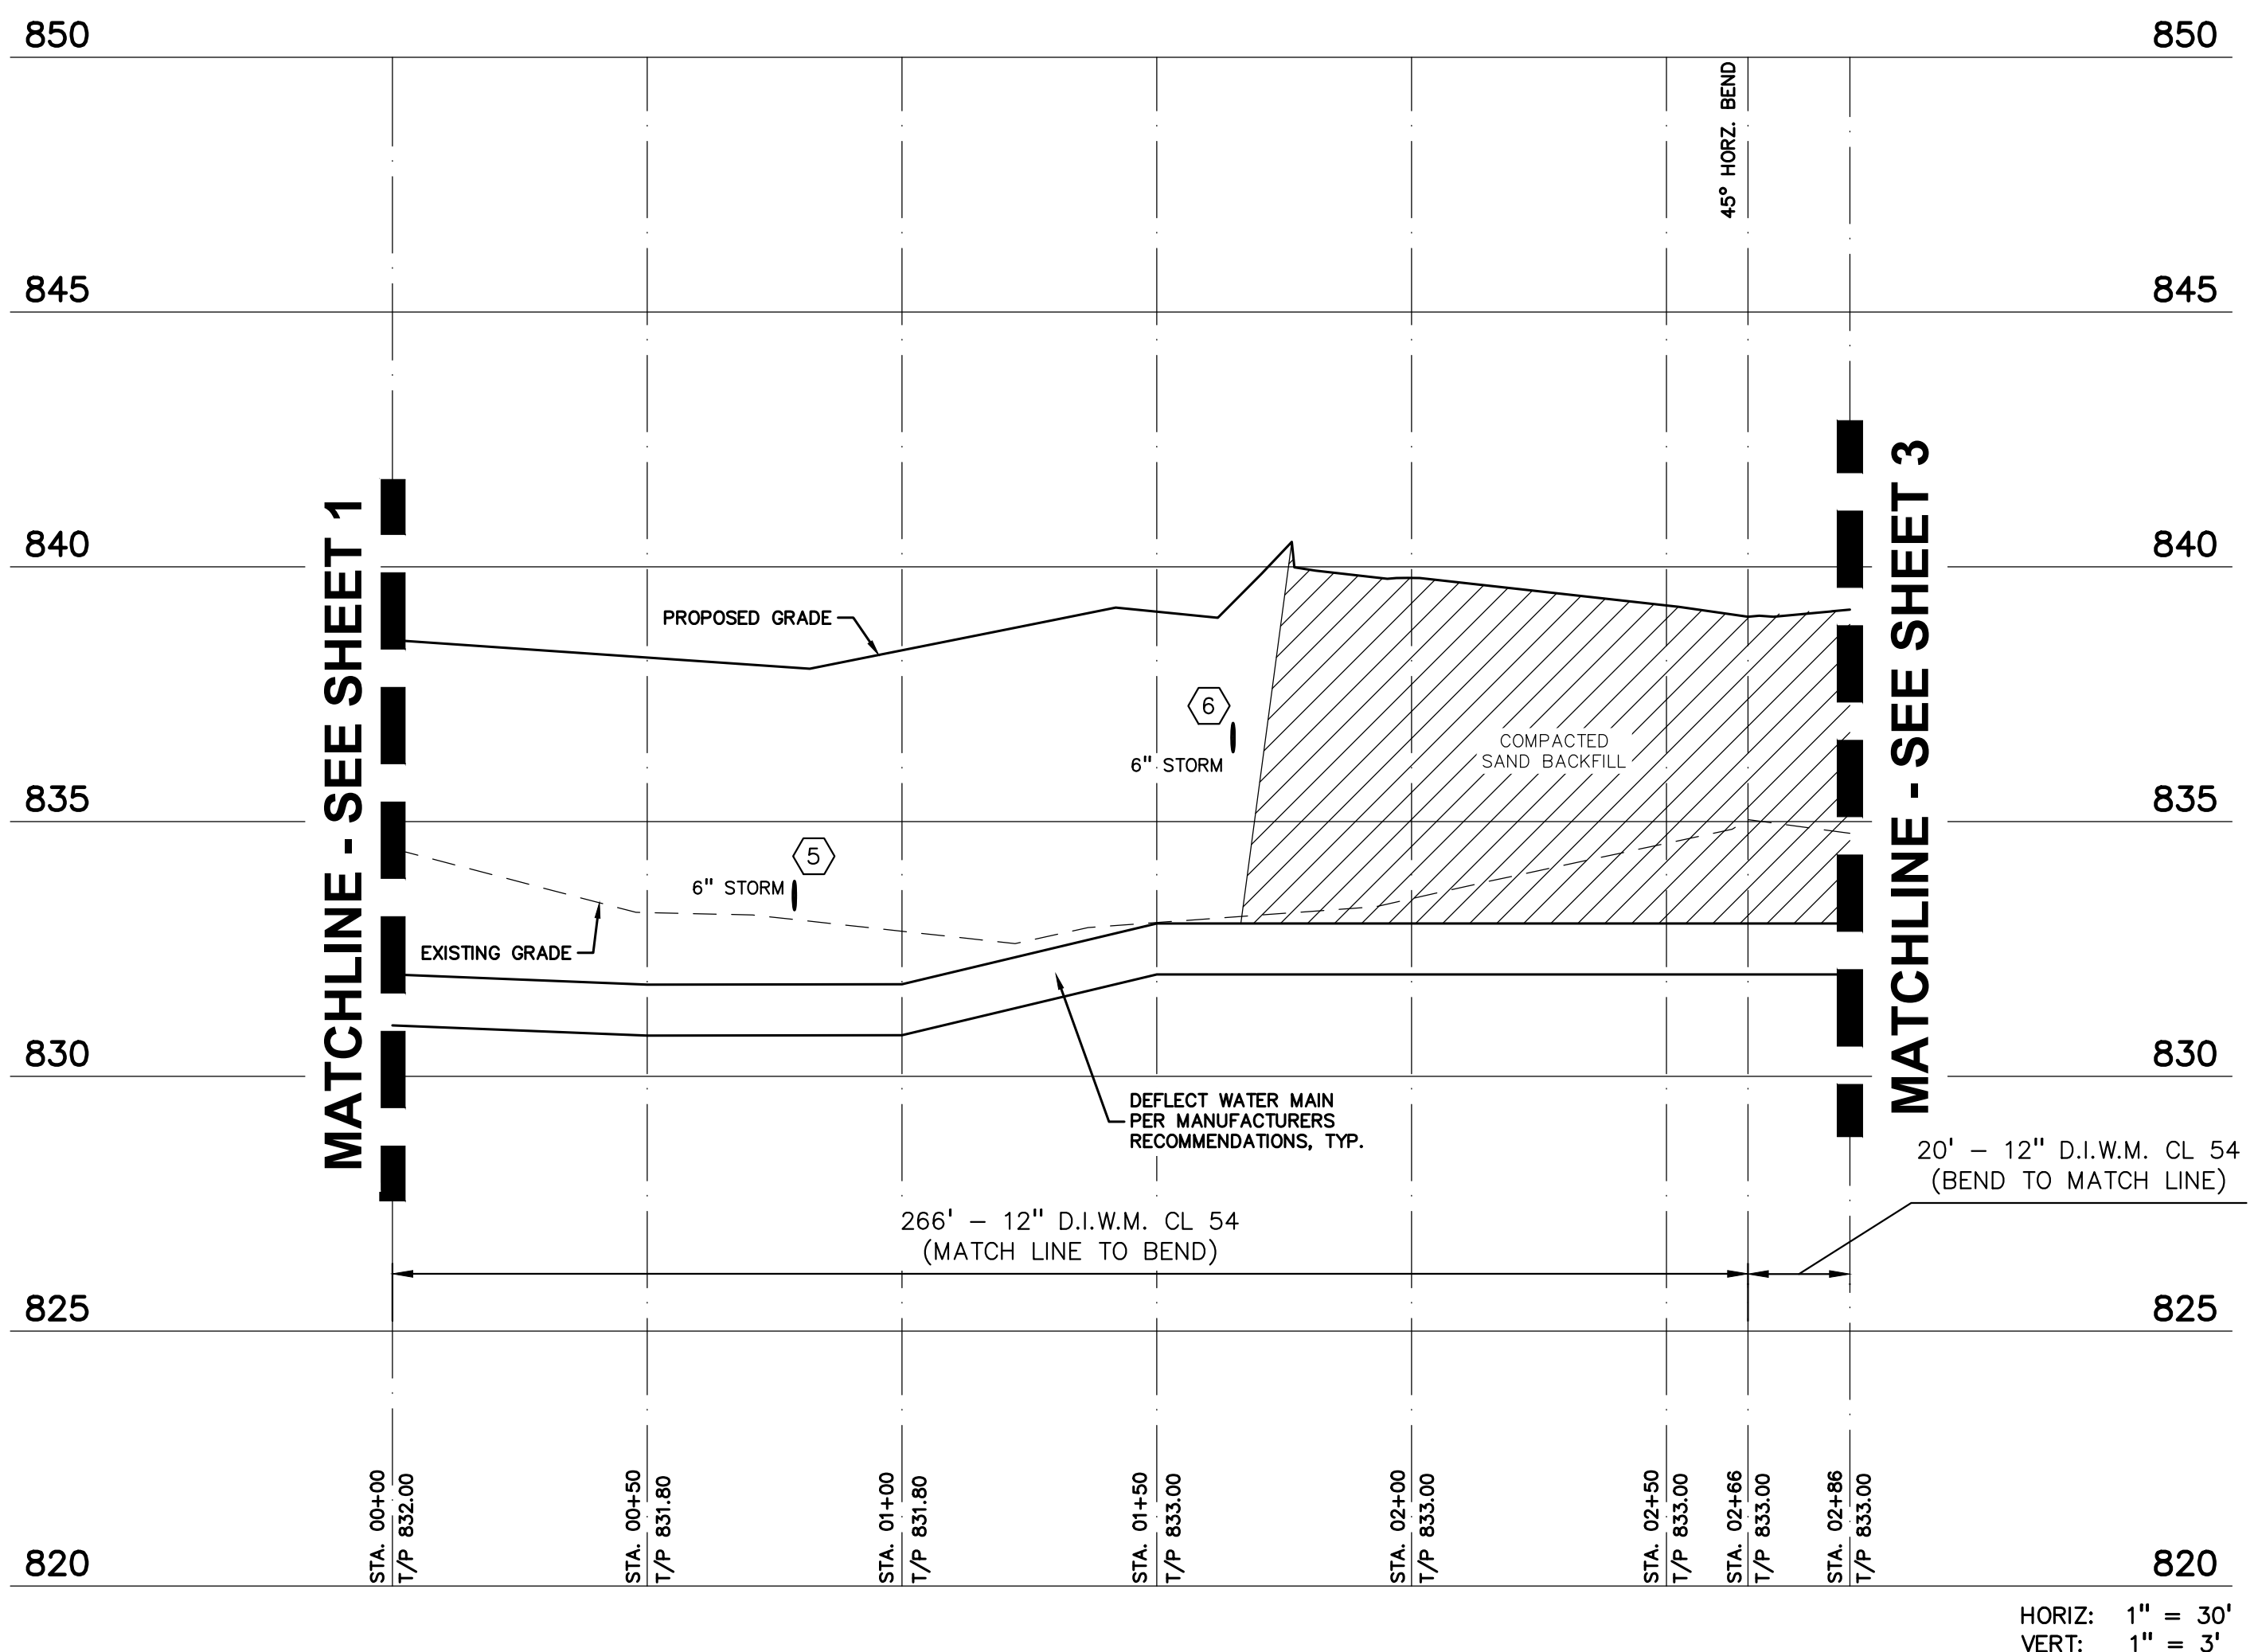 850
850
45° HORZ. BEND
845
845
840
840
MATCHLINE - SEE SHEET 1
MATCHLINE - SEE SHEET 3
PROPOSED GRADE
6
6" STORM
COMPACTED
SAND BACKFILL
835
835
5
6" STORM
EXISTING GRADE
830
830
DEFLECT WATER MAIN
PER MANUFACTURERS
RECOMMENDATIONS, TYP.
20' - 12" D.I.W.M. CL 54
(BEND TO MATCH LINE)
266' - 12" D.I.W.M. CL 54
(MATCH LINE TO BEND)
825
825
STA. 00+00
T/P 832.00
STA. 00+50
T/P 831.80
STA. 01+00
T/P 831.80
STA. 01+50
T/P 833.00
STA. 02+00
T/P 833.00
STA. 02+50
T/P 833.00
STA. 02+66
T/P 833.00
STA. 02+86
T/P 833.00
820
820
HORIZ: 1" = 30'
VERT: 1" = 3'